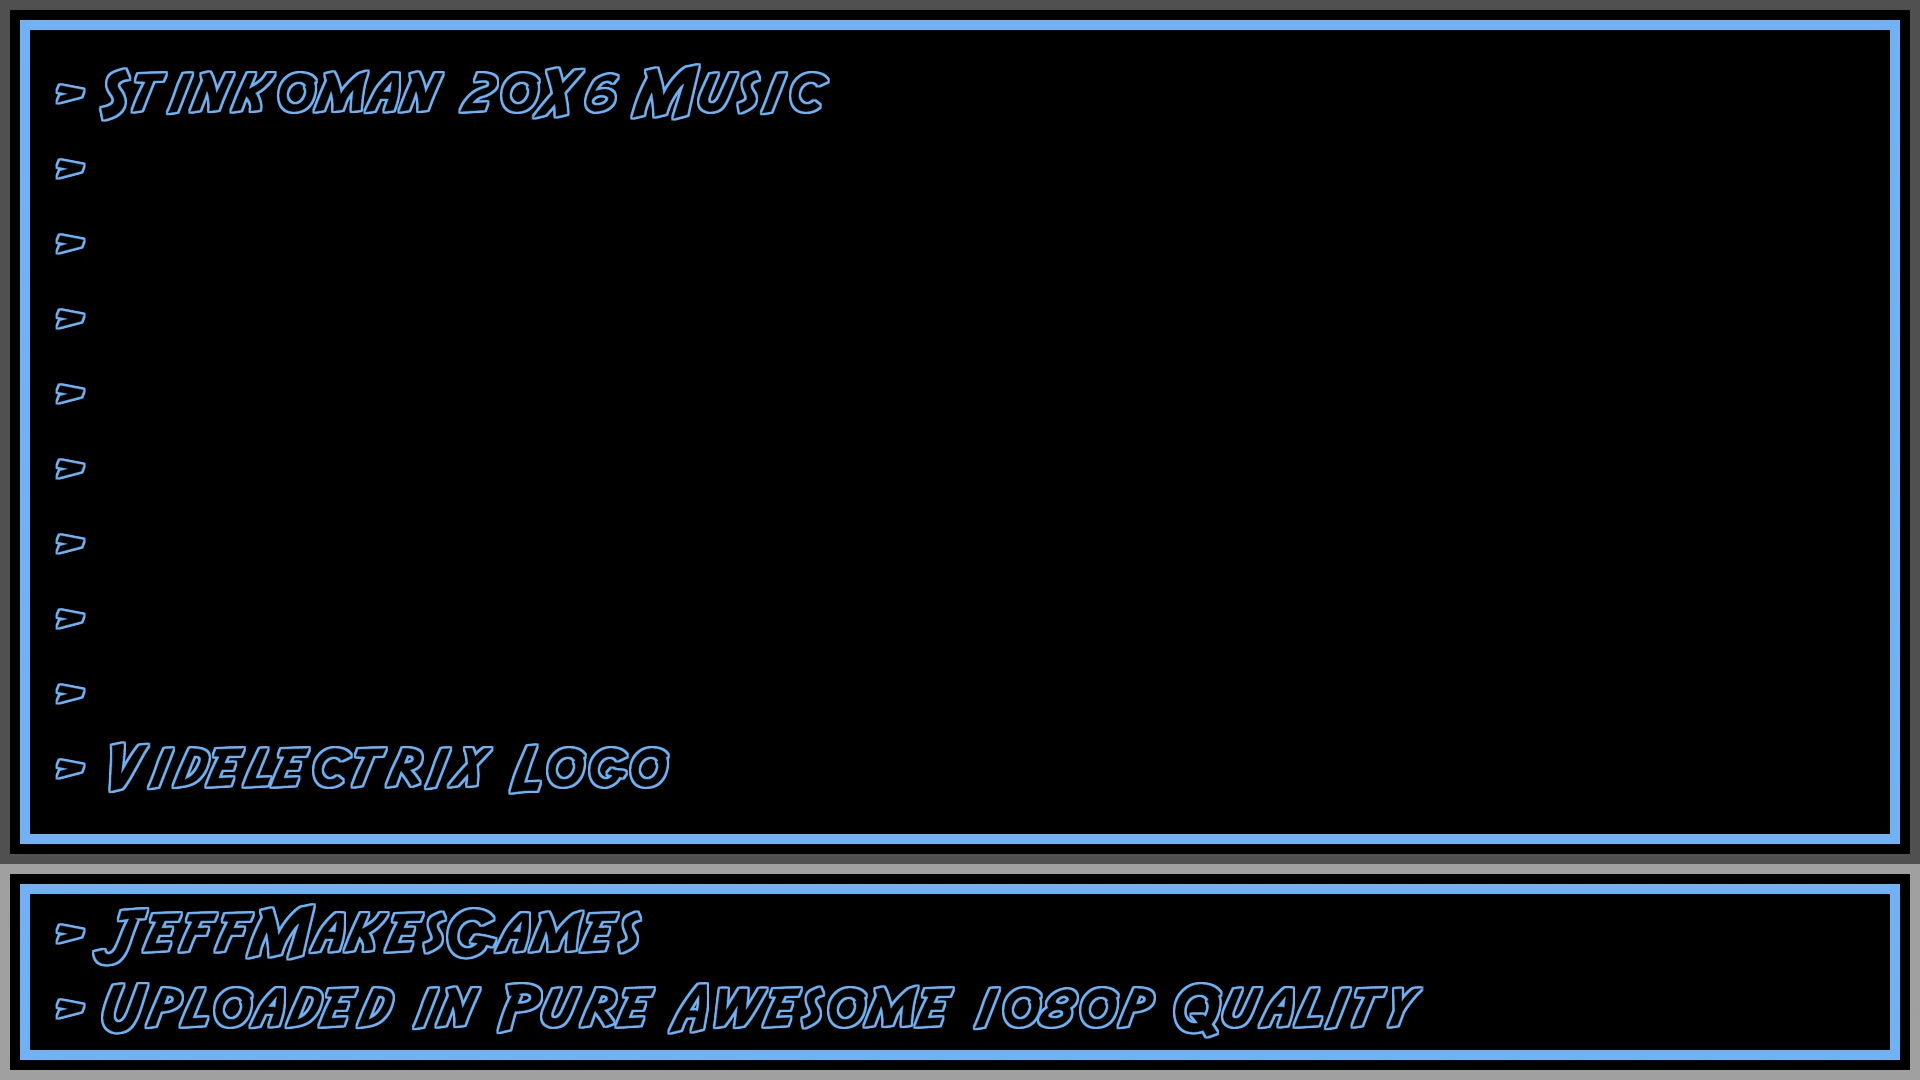 > Stinkoman 20X6 Music
>
>
>
>
>
>
>
>
> Videlectrix Logo
> JeffMakesGames
> Uploaded in Pure Awesome 1080p Quality